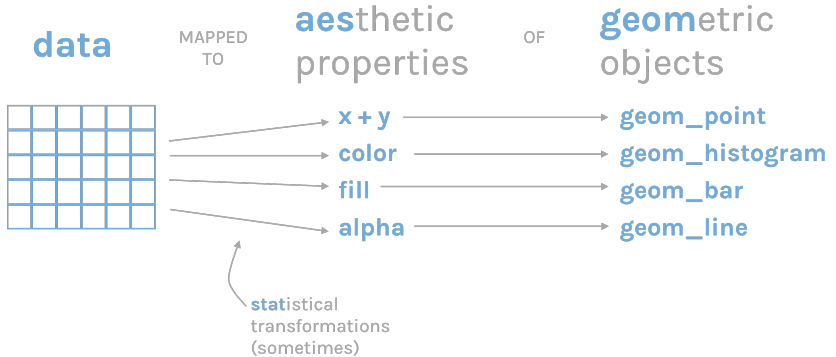 data
MAPPED
TO
aesthetic
properties
OF
geometric
objects
x + y
geom_point
color
geom_histogram
fill
geom_bar
alpha
geom_line
statistical
transformations
(sometimes)